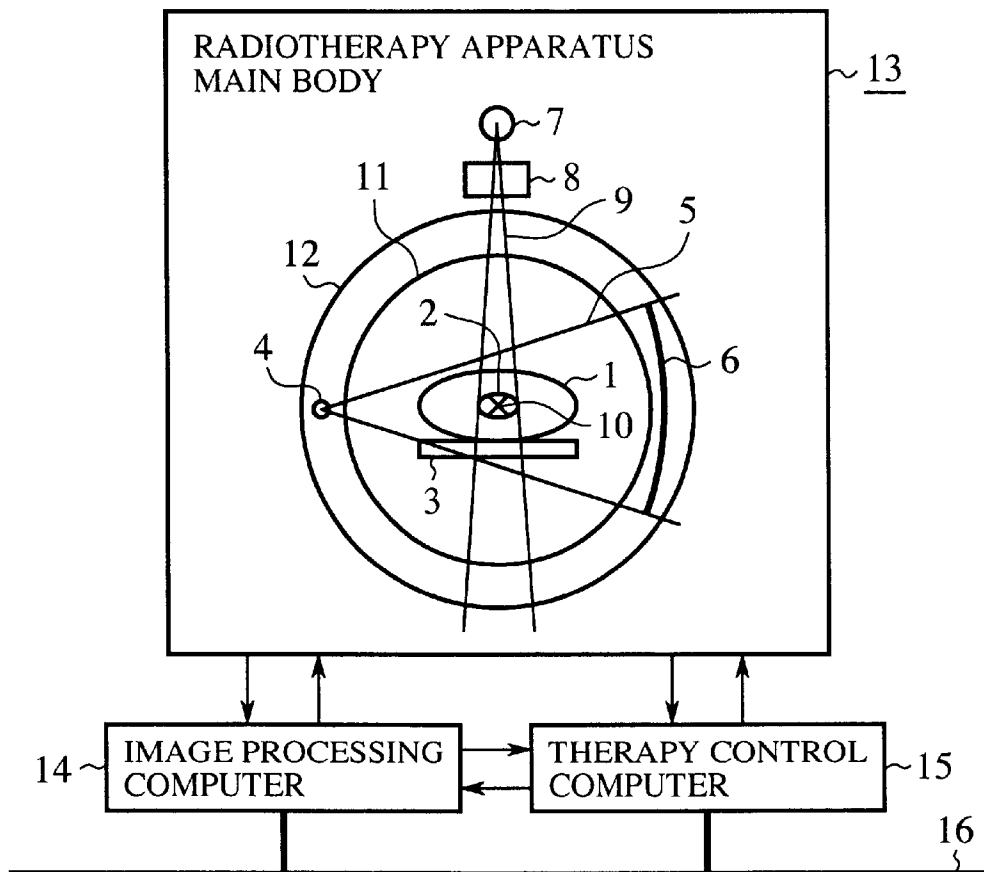 RADIOTHERAPY APPARATUS
MAIN BODY
13
7
8
11
9
5
12
2
4
1
6
10
3
14
IMAGE PROCESSING
COMPUTER
THERAPY CONTROL
COMPUTER
15
16